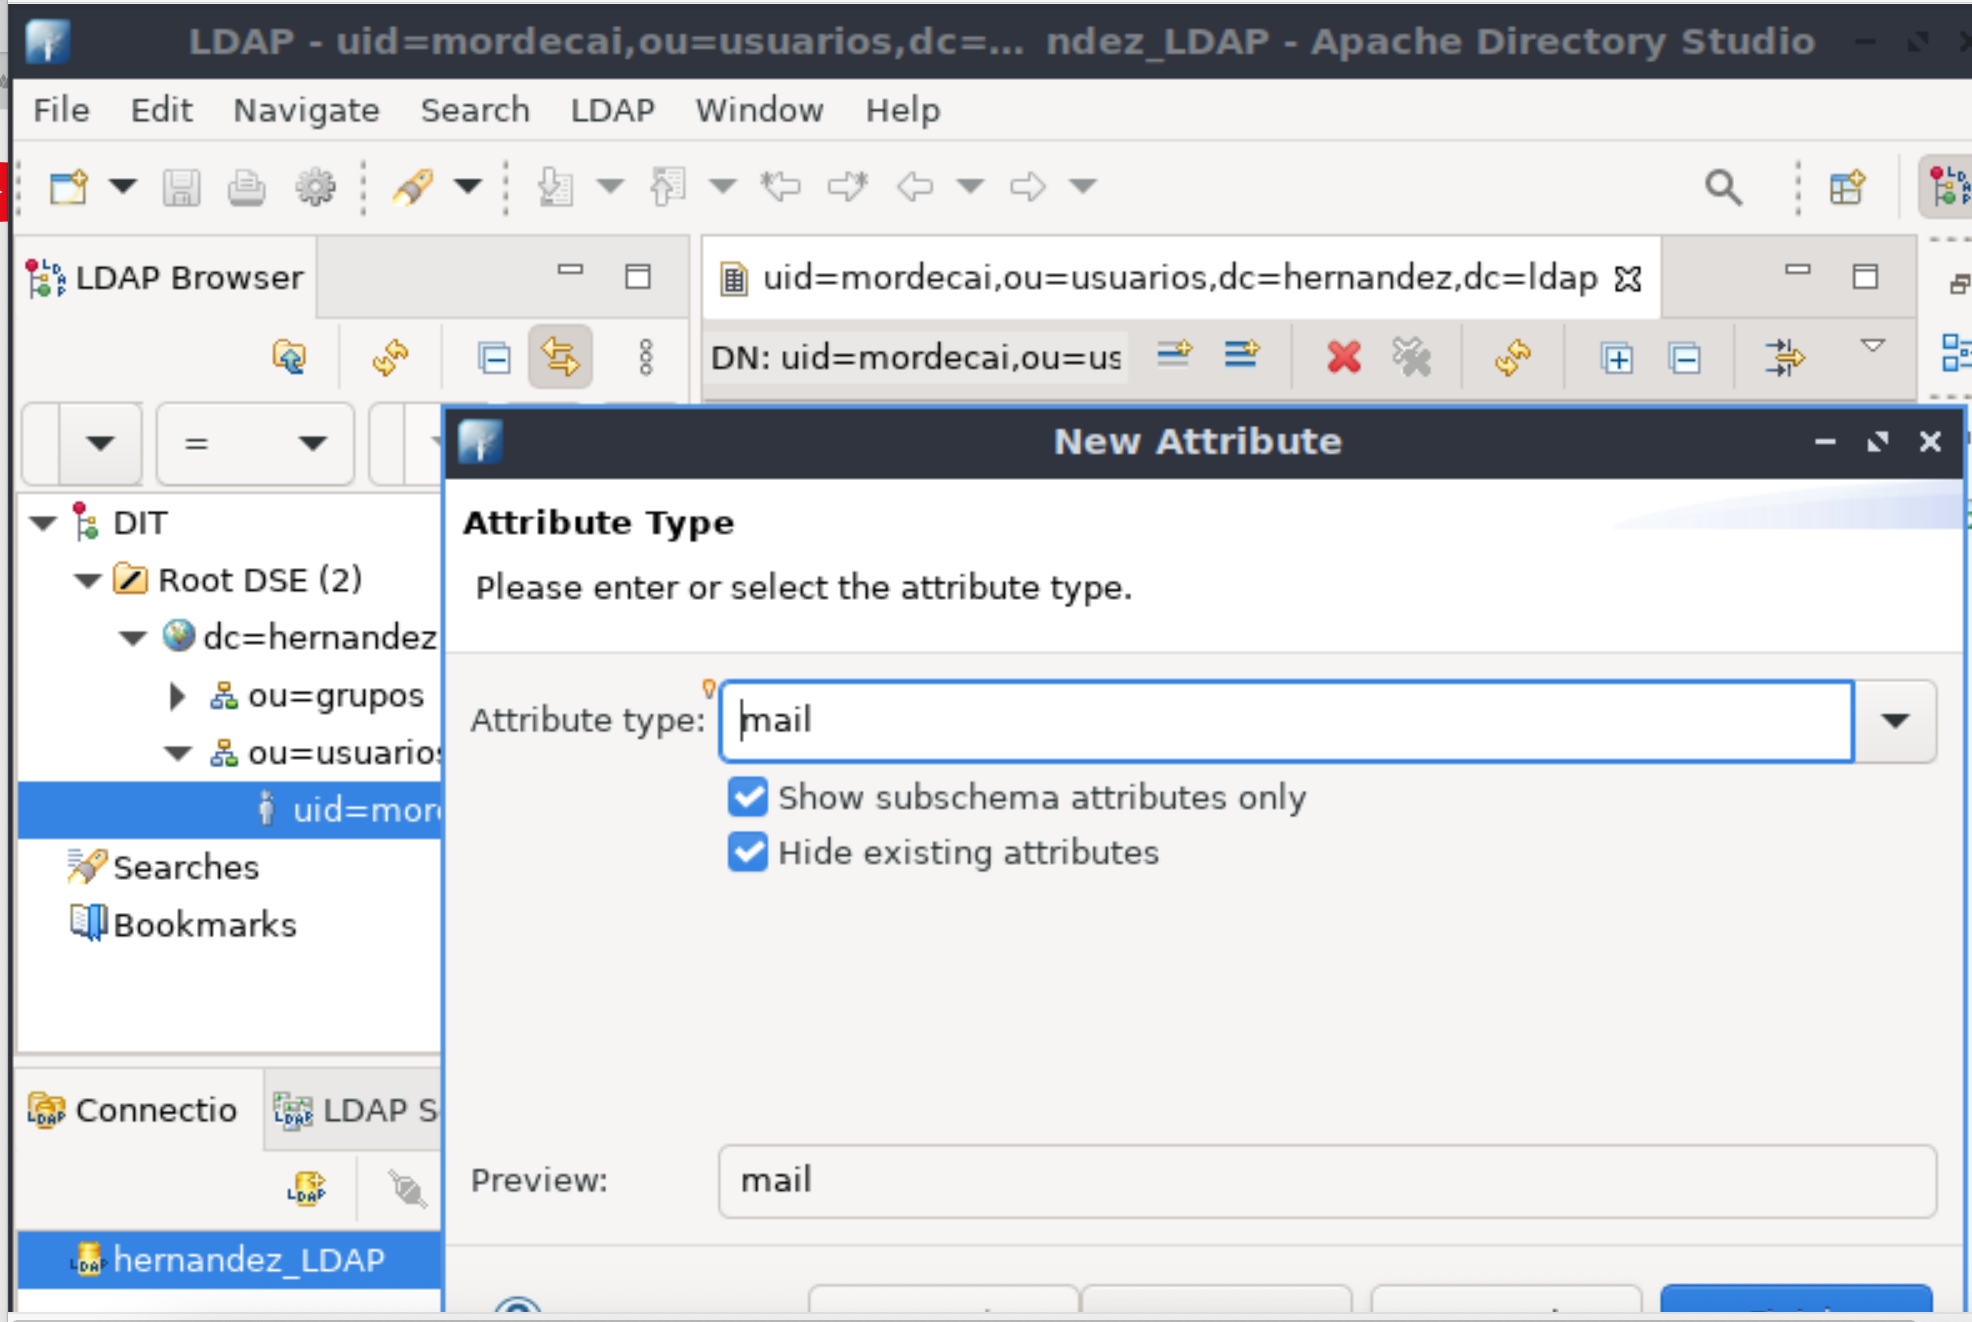 LDAP - uid=mordecai,ou=usuarios,dc=... ndez_LDAP - Apache Directory Studio
File Edit Navigate Search LDAP Window Help
LDAP Browser
uid=mordecai,ou=usuarios,dc=hernandez,dc=ldap
DN: uid=mordecai,ou=us
=
New Attribute
Attribute Type
Please enter or select the attribute type.
DIT
Root DSE (2)
dc=hernandez
ou=grupos
ou=usuarios
uid=mord
Searches
Bookmarks
Attribute type: mail
Show subschema attributes only
Hide existing attributes
Preview: mail
Connectio
LDAP S
hernandez_LDAP